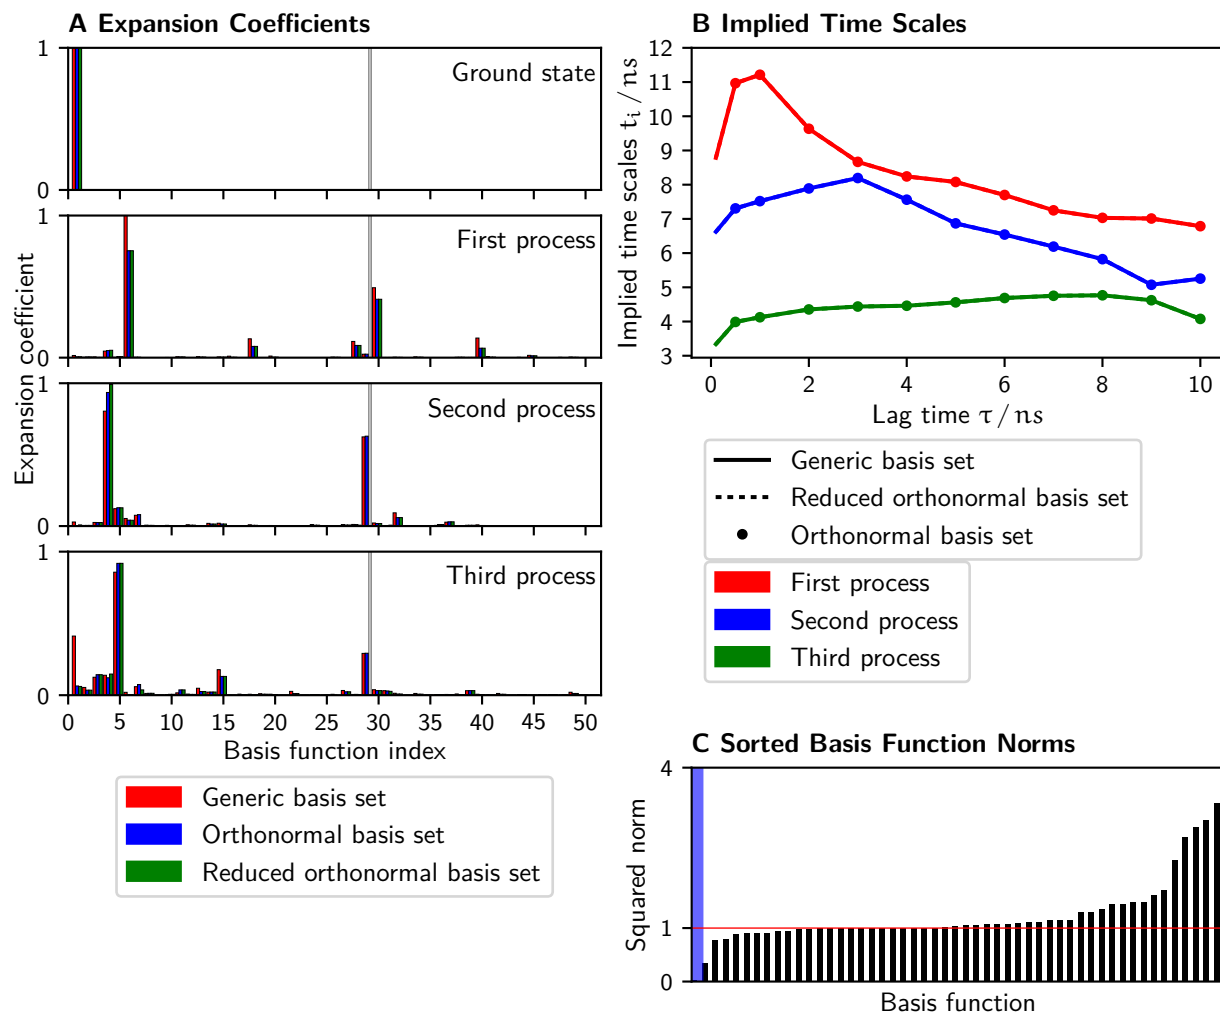 A Expansion Coefficients
1
Ground state
0
1
First process
0
1
Second process
0
1
Third process
0
Expansion coefficient
0 5 10 15 20 25 30 35 40 45 50
Basis function index
Generic basis set
Orthonormal basis set
Reduced orthonormal basis set
B Implied Time Scales
12
11
10
9
8
7
6
5
4
3
Implied time scales t_i / ns
0 2 4 6 8 10
Lag time τ / ns
Generic basis set
Reduced orthonormal basis set
Orthonormal basis set
First process
Second process
Third process
C Sorted Basis Function Norms
4
1
0
Squared norm
Basis function